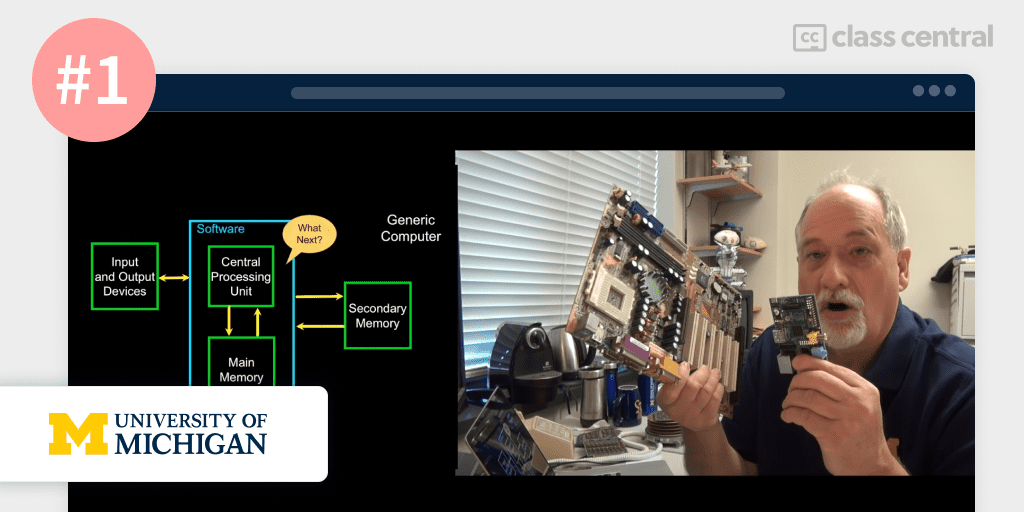 #1
cc class central
Software
What
Next?
Generic
Computer
Input
and Output
Devices
Central
Processing
Unit
Secondary
Memory
Main
Memory
M UNIVERSITY OF
MICHIGAN